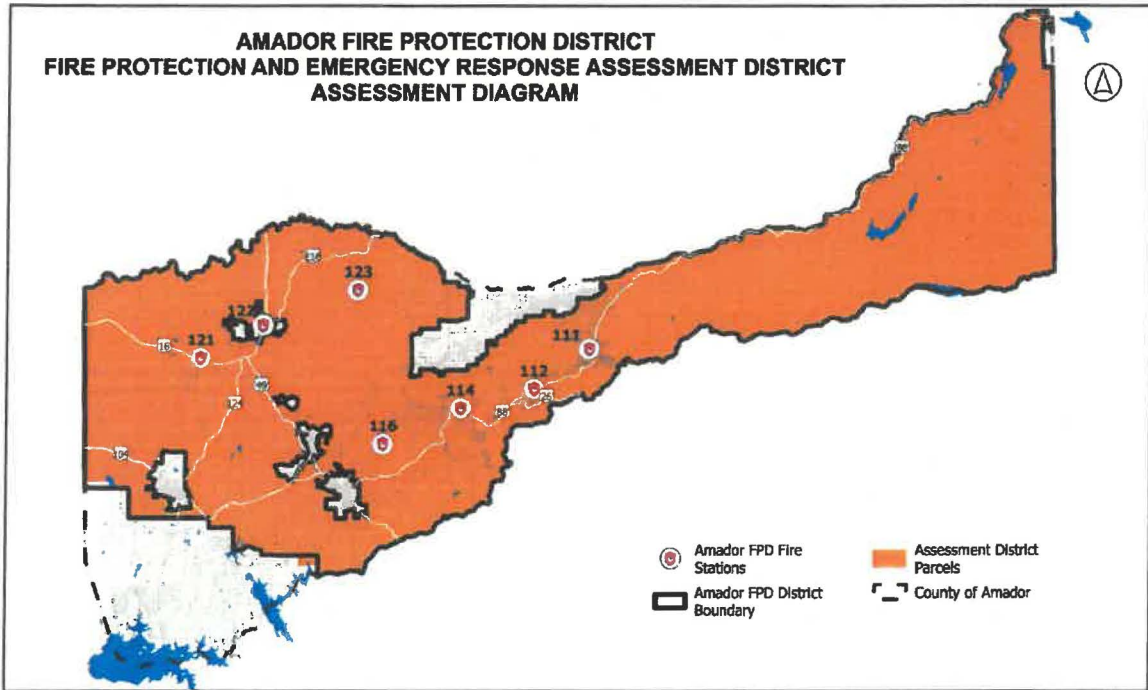 AMADOR FIRE PROTECTION DISTRICT
FIRE PROTECTION AND EMERGENCY RESPONSE ASSESSMENT DISTRICT
ASSESSMENT DIAGRAM
88
123
122
121
16
49
124
104
111
112
26
114
88
116
Amador FPD Fire
Stations
Amador FPD District
Boundary
Assessment District
Parcels
County of Amador